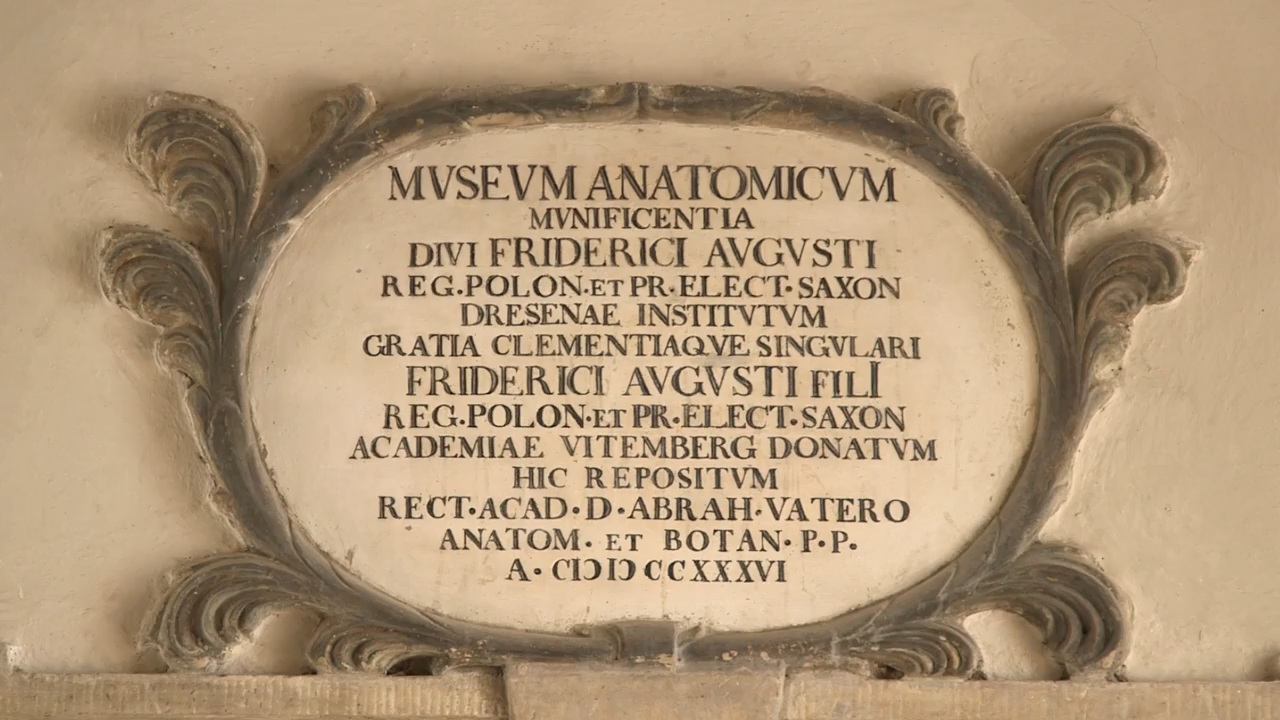 MVSEVM ANATOMICVM
MVNIFICENTIA
DIVI FRIDERICI AVGVSTI
REG·POLON·ET PR·ELECT·SAXON
DRESENAE INSTITVTVM
GRATIA CLEMENTIAQVE SINGVLARI
FRIDERICI AVGVSTI FILI
REG·POLON·ET PR·ELECT·SAXON
ACADEMIAE VITEMBERG DONATVM
HIC REPOSITVM
RECT·ACAD·D·ABRAH·VATERO
ANATOM· ET BOTAN·P·P·
A· CIↃIↃCCXXXVI